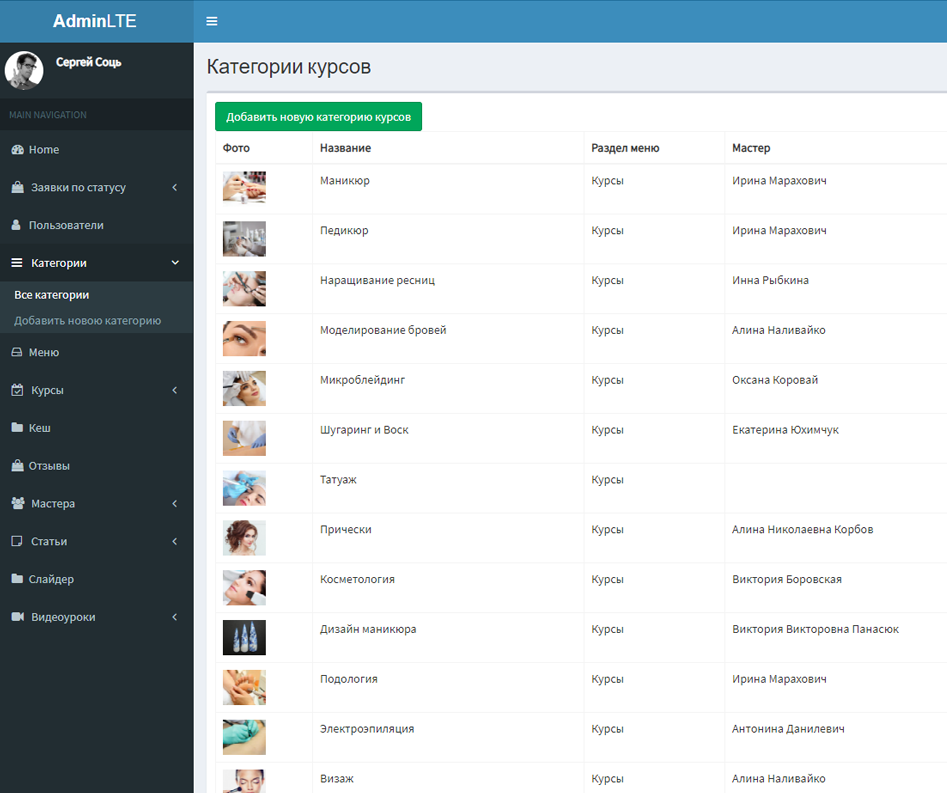 AdminLTE
Сергей Соць
MAIN NAVIGATION
Home
Заявки по статусу
Пользователи
Категории
Все категории
Добавить новою категорию
Меню
Курсы
Кеш
Отзывы
Мастера
Статьи
Слайдер
Видеоуроки
Категории курсов
Добавить новую категорию курсов
Фото Название Раздел меню Мастер
Маникюр Курсы Ирина Марахович
Педикюр Курсы Ирина Марахович
Наращивание ресниц Курсы Инна Рыбкина
Моделирование бровей Курсы Алина Наливайко
Микроблейдинг Курсы Оксана Коровай
Шугаринг и Воск Курсы Екатерина Юхимчук
Татуаж Курсы
Прически Курсы Алина Николаевна Корбов
Косметология Курсы Виктория Боровская
Дизайн маникюра Курсы Виктория Викторовна Панасюк
Подология Курсы Ирина Марахович
Электроэпиляция Курсы Антонина Данилевич
Визаж Курсы Алина Наливайко